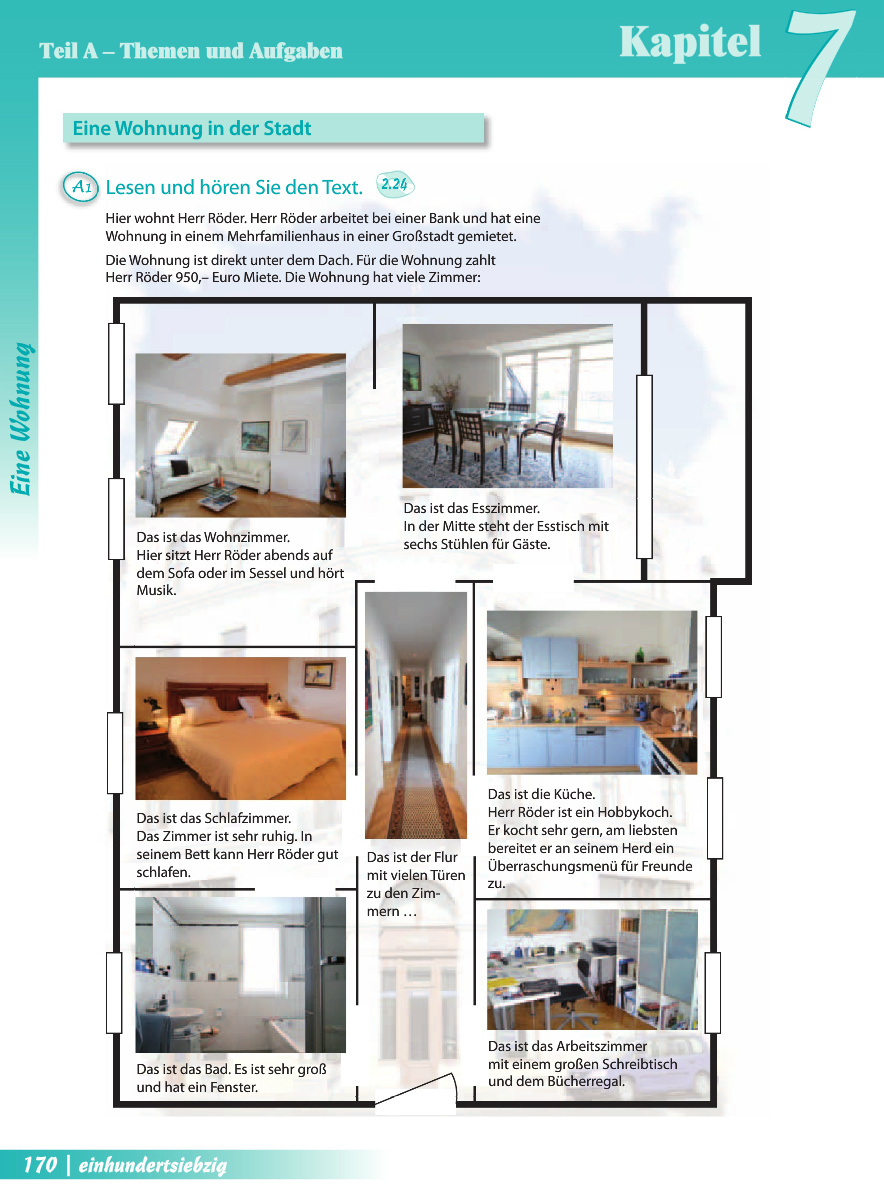 Teil A – Themen und Aufgaben
Kapitel 7
Eine Wohnung
Eine Wohnung in der Stadt
A1 Lesen und hören Sie den Text. 2.24
Hier wohnt Herr Röder. Herr Röder arbeitet bei einer Bank und hat eine
Wohnung in einem Mehrfamilienhaus in einer Großstadt gemietet.
Die Wohnung ist direkt unter dem Dach. Für die Wohnung zahlt
Herr Röder 950,– Euro Miete. Die Wohnung hat viele Zimmer:
Das ist das Wohnzimmer.
Hier sitzt Herr Röder abends auf
dem Sofa oder im Sessel und hört
Musik.
Das ist das Esszimmer.
In der Mitte steht der Esstisch mit
sechs Stühlen für Gäste.
Das ist das Schlafzimmer.
Das Zimmer ist sehr ruhig. In
seinem Bett kann Herr Röder gut
schlafen.
Das ist der Flur
mit vielen Türen
zu den Zim-
mern …
Das ist die Küche.
Herr Röder ist ein Hobbykoch.
Er kocht sehr gern, am liebsten
bereitet er an seinem Herd ein
Überraschungsmenü für Freunde
zu.
Das ist das Bad. Es ist sehr groß
und hat ein Fenster.
Das ist das Arbeitszimmer
mit einem großen Schreibtisch
und dem Bücherregal.
170 | einhundertsiebzig